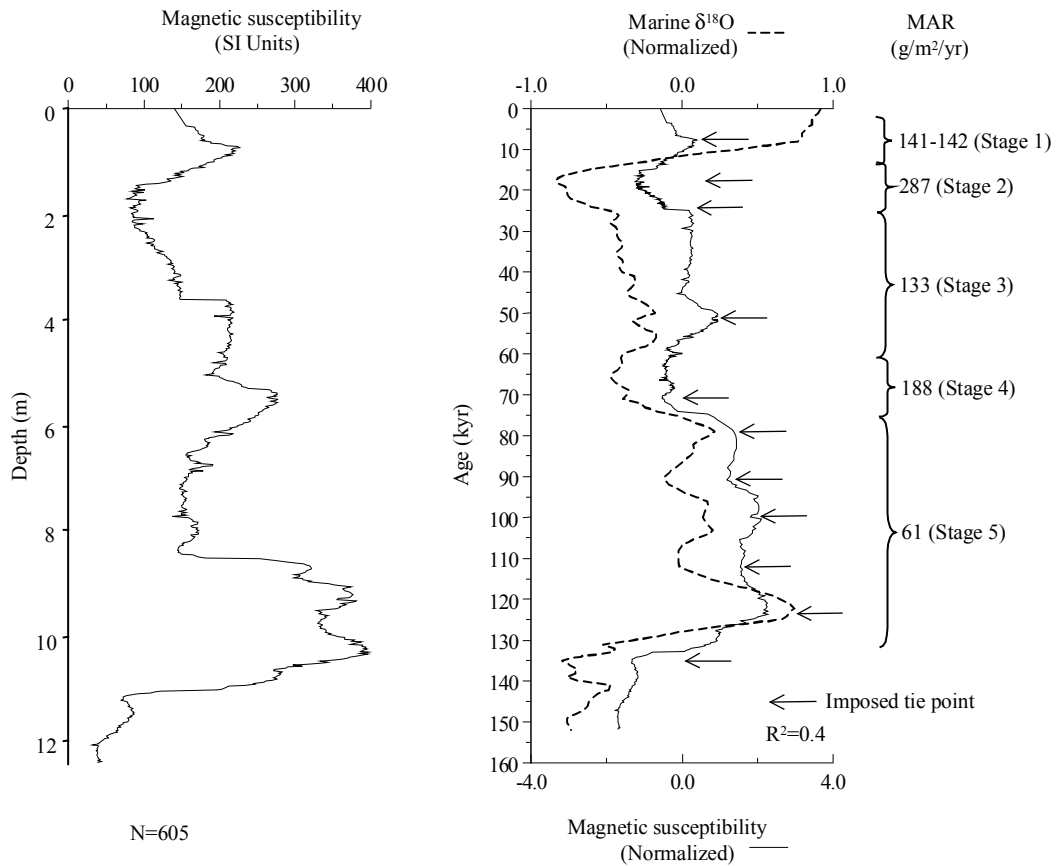 Magnetic susceptibility
(SI Units)
0 100 200 300 400
0
2
4
6
8
10
12
Depth (m)
N=605
Marine δ¹⁸O
(Normalized)
-1.0 0.0 1.0
0
10
20
30
40
50
60
70
80
90
100
110
120
130
140
150
160
Age (kyr)
-4.0 0.0 4.0
Magnetic susceptibility
(Normalized)
Imposed tie point
R²=0.4
MAR
(g/m²/yr)
141-142 (Stage 1)
287 (Stage 2)
133 (Stage 3)
188 (Stage 4)
61 (Stage 5)